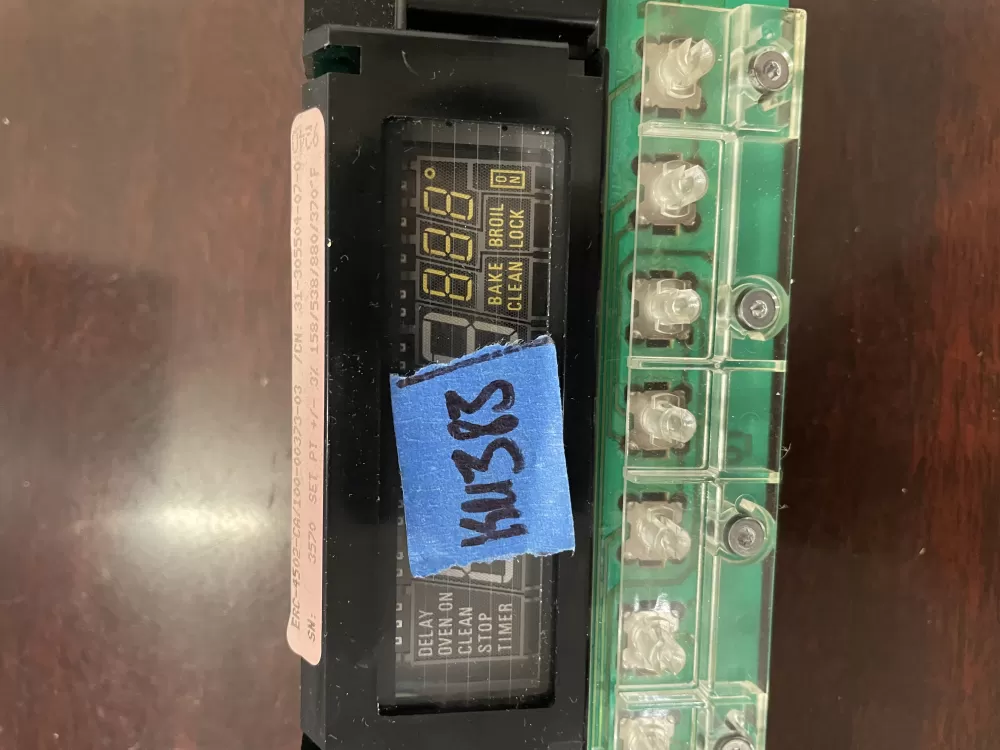 ERC-4502-CA/100-00373-03 /CN: 31-305504-07-0
SN: 3570 SET PT +/- 3% 158/538/880/370°F
888°
BAKE BROIL
CLEAN LOCK
ON
KU383
DELAY
OVEN-ON
CLEAN
STOP
TIMER